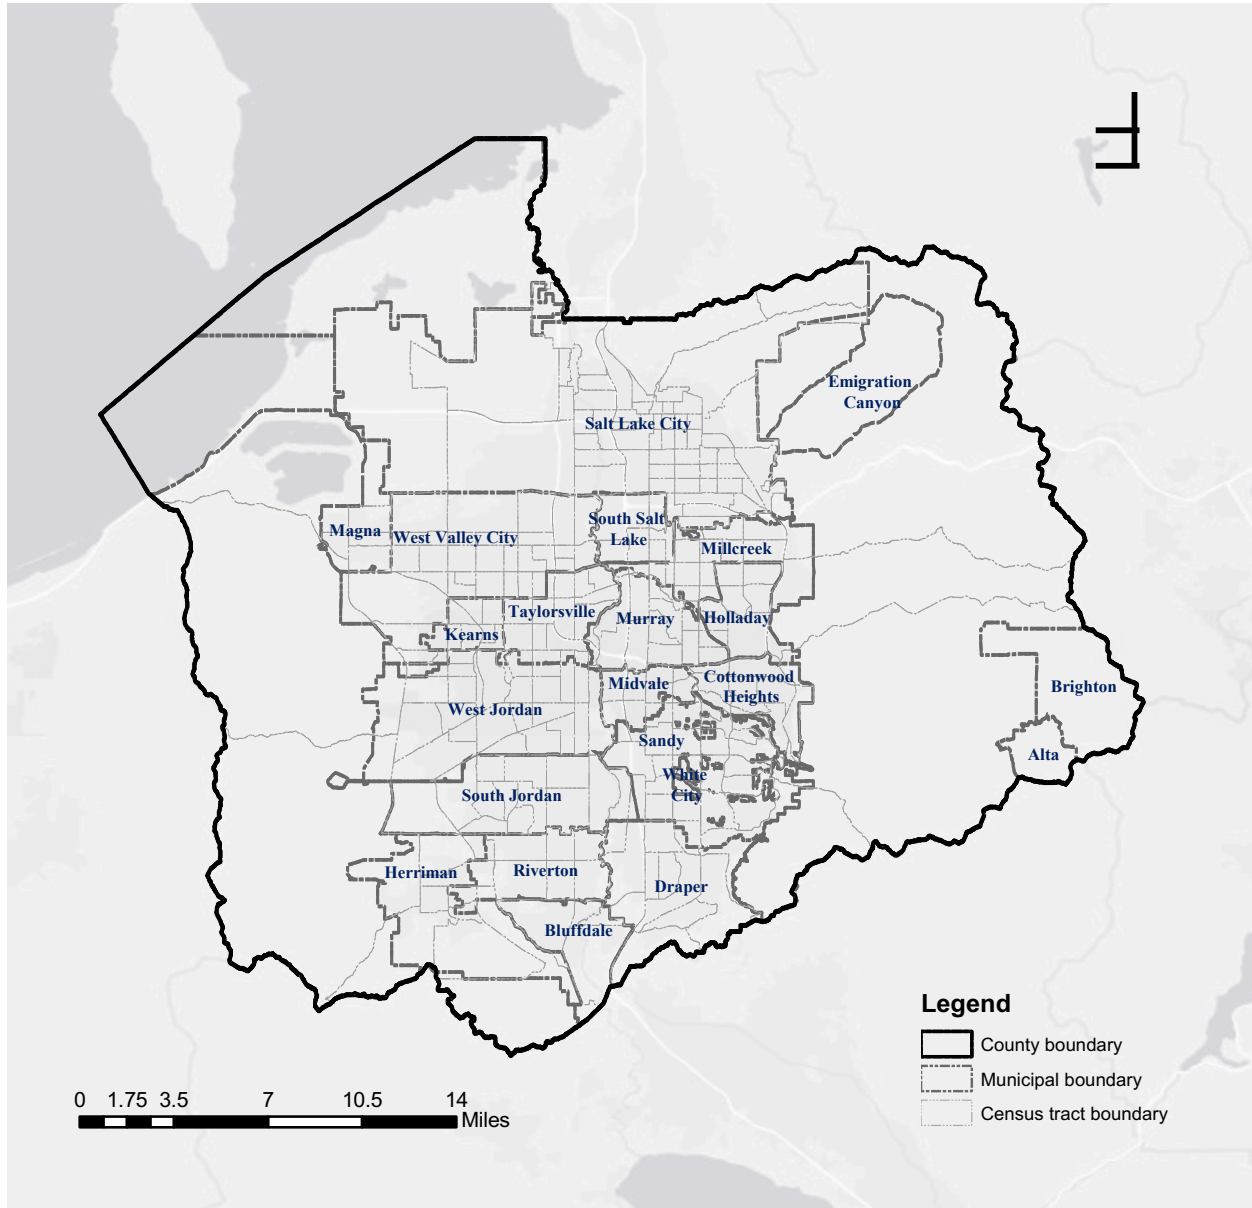 Emigration
Canyon
Salt Lake City
South Salt
Lake
Magna
West Valley City
Millcreek
Taylorsville
Murray
Holladay
Kearns
Midvale
Cottonwood
Heights
Brighton
West Jordan
Sandy
Alta
White
City
South Jordan
Herriman
Riverton
Draper
Bluffdale
Legend
County boundary
Municipal boundary
Census tract boundary
0 1.75 3.5 7 10.5 14
Miles